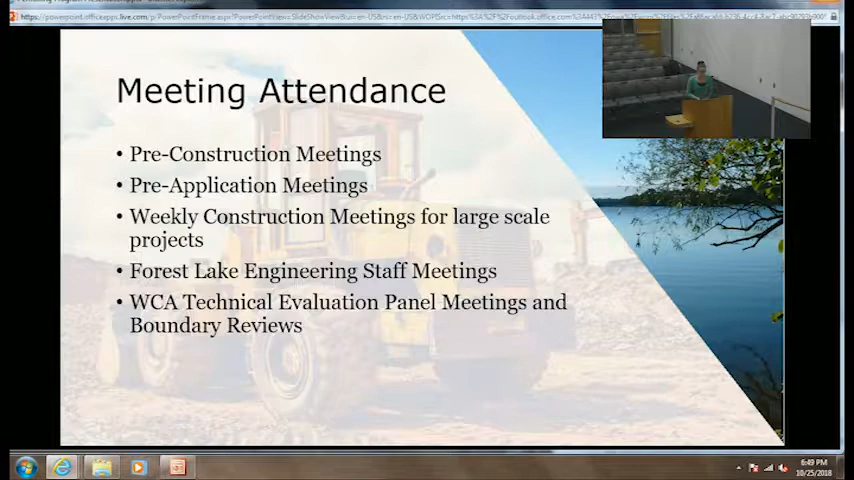 Meeting Attendance
• Pre-Construction Meetings
• Pre-Application Meetings
• Weekly Construction Meetings for large scale
projects
• Forest Lake Engineering Staff Meetings
• WCA Technical Evaluation Panel Meetings and
Boundary Reviews
6:49 PM
10/25/2018